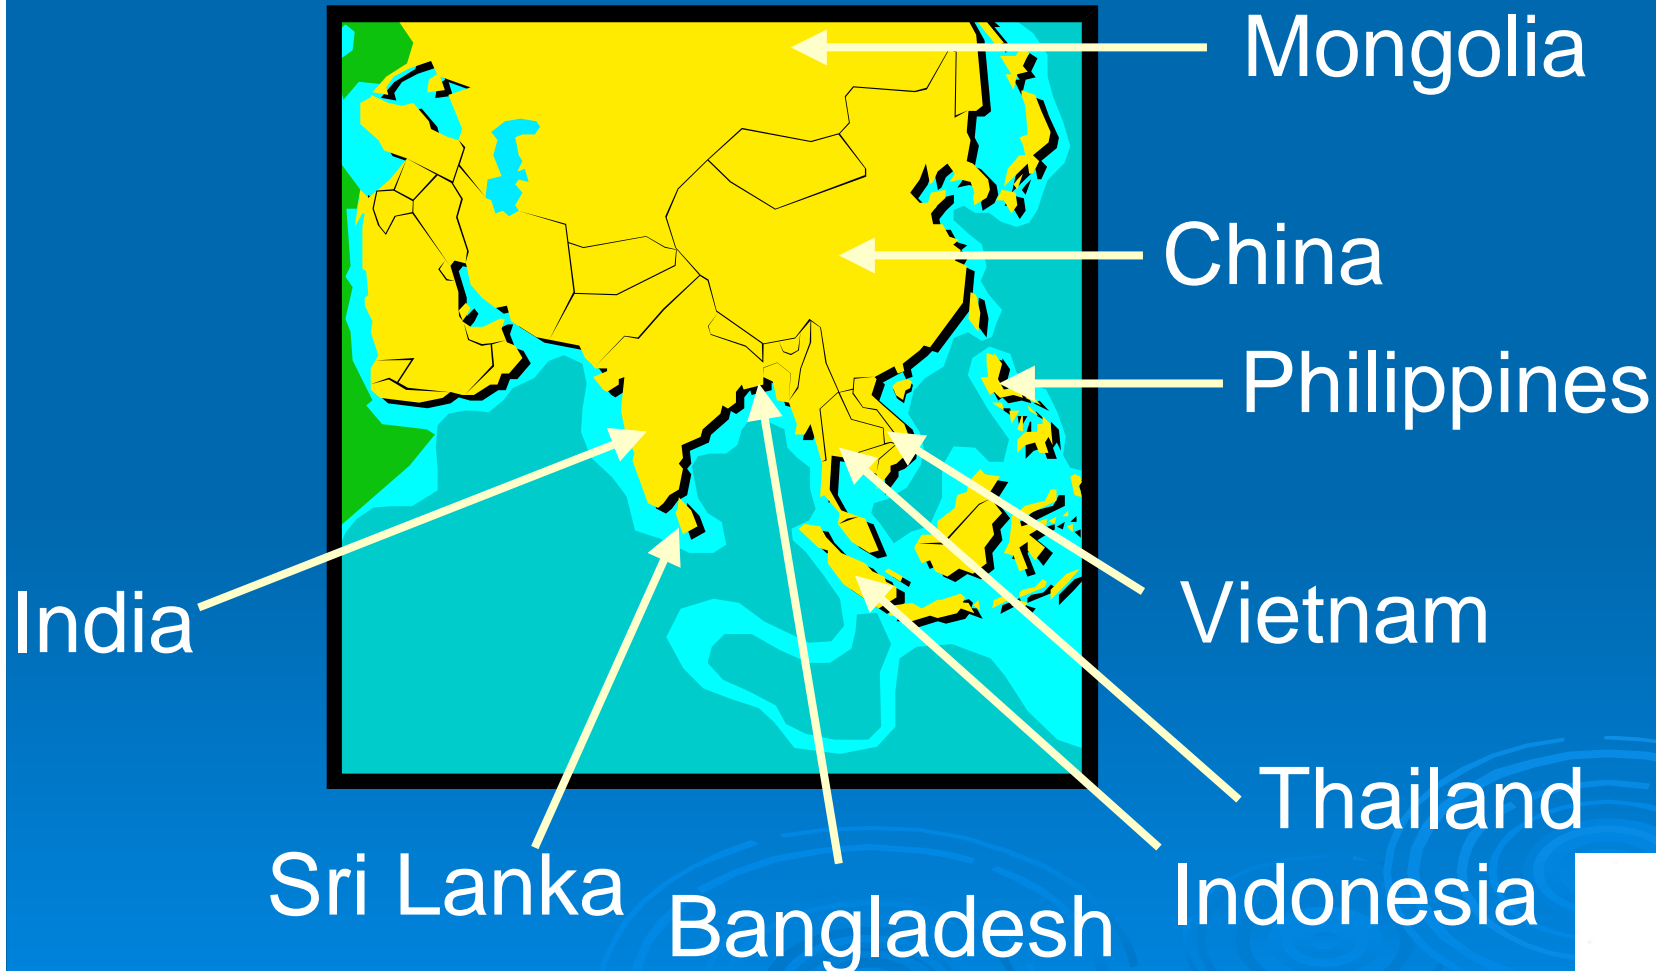 Mongolia
China
Philippines
India
Vietnam
Thailand
Sri Lanka
Indonesia
Bangladesh